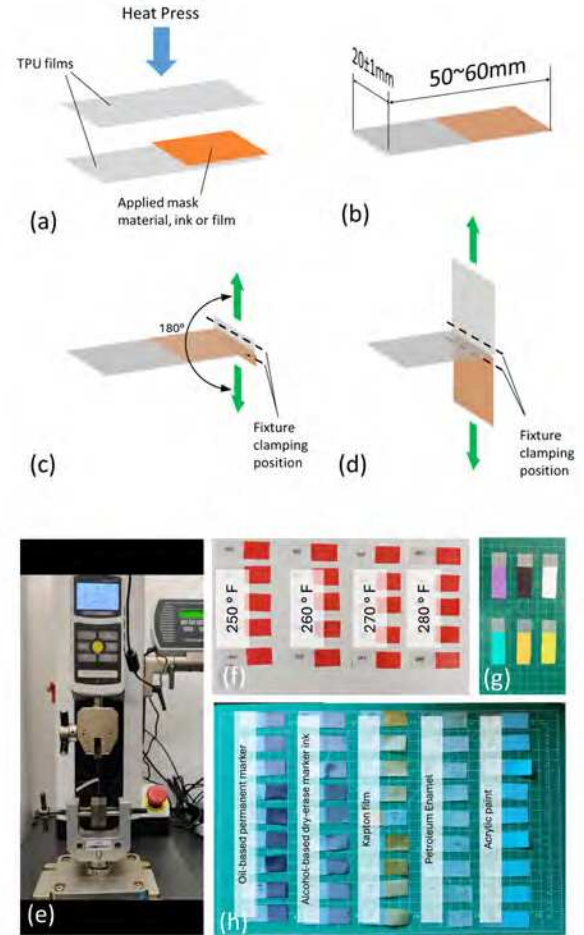 Heat Press
TPU films
Applied mask
material, ink or film
(a)
20±1mm
50~60mm
(b)
180°
Fixture
clamping
position
(c)
Fixture
clamping
position
(d)
(e)
250 ° F
260 ° F
270 ° F
280 ° F
(f)
(g)
Oil-based permanent marker
Alcohol-based dry-erase marker ink
Kapton film
Petroleum Enamel
Acrylic paint
(h)